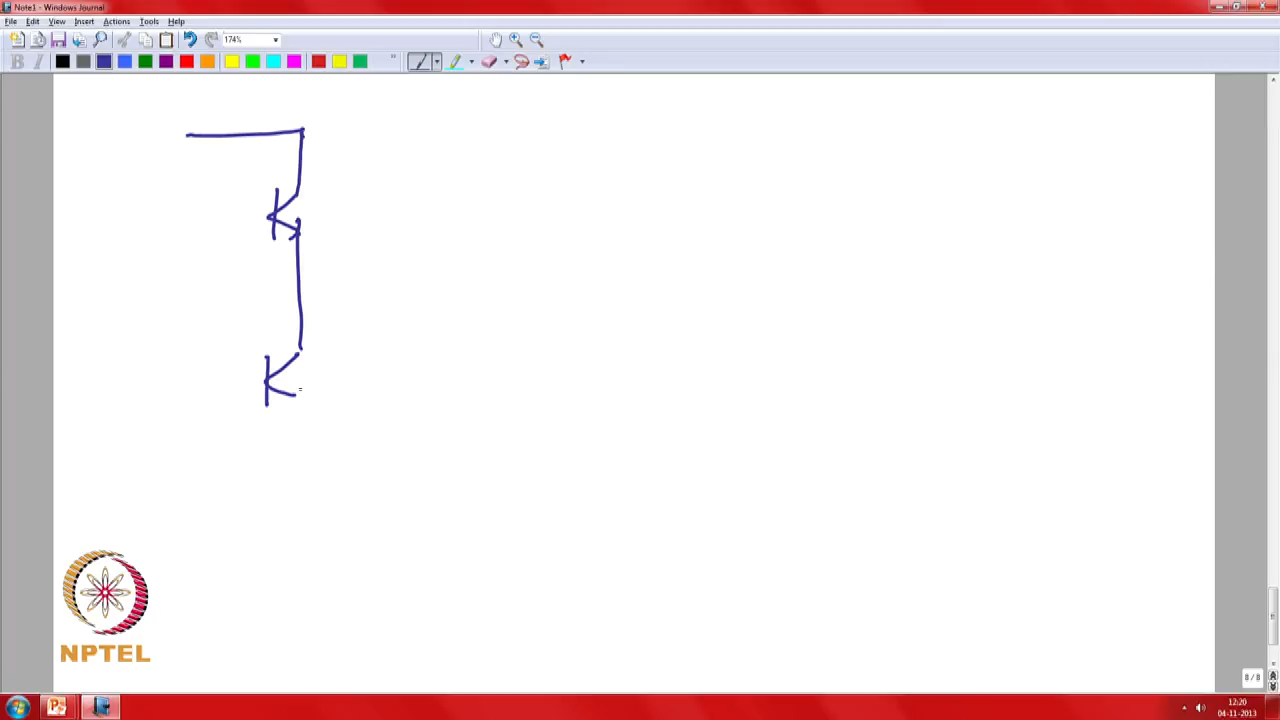 Note1 - Windows Journal
File Edit View Insert Actions Tools Help
174%
B I
8 / 8
NPTEL
12:20
04-11-2013